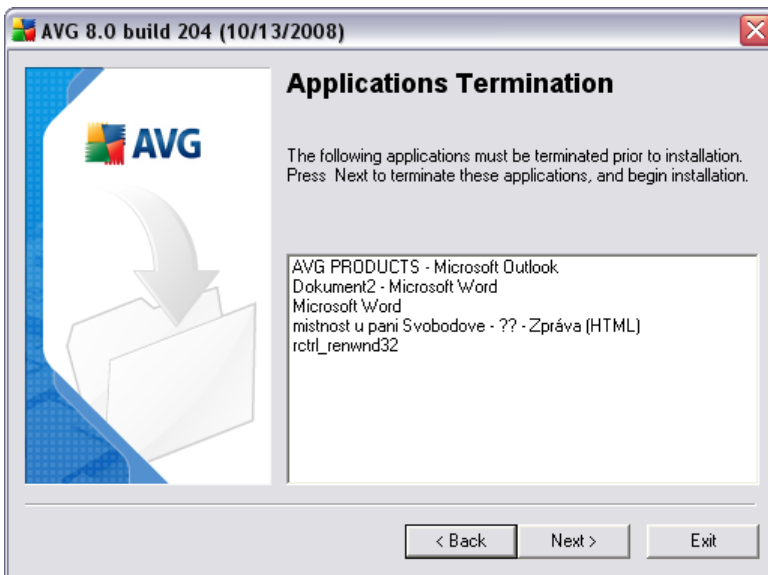 AVG 8.0 build 204 (10/13/2008)
AVG
Applications Termination
The following applications must be terminated prior to installation.
Press Next to terminate these applications, and begin installation.
AVG PRODUCTS - Microsoft Outlook
Dokument2 - Microsoft Word
Microsoft Word
mistnost u pani Svobodove - ?? - Zpráva (HTML)
rctrl_renwnd32
< Back
Next >
Exit